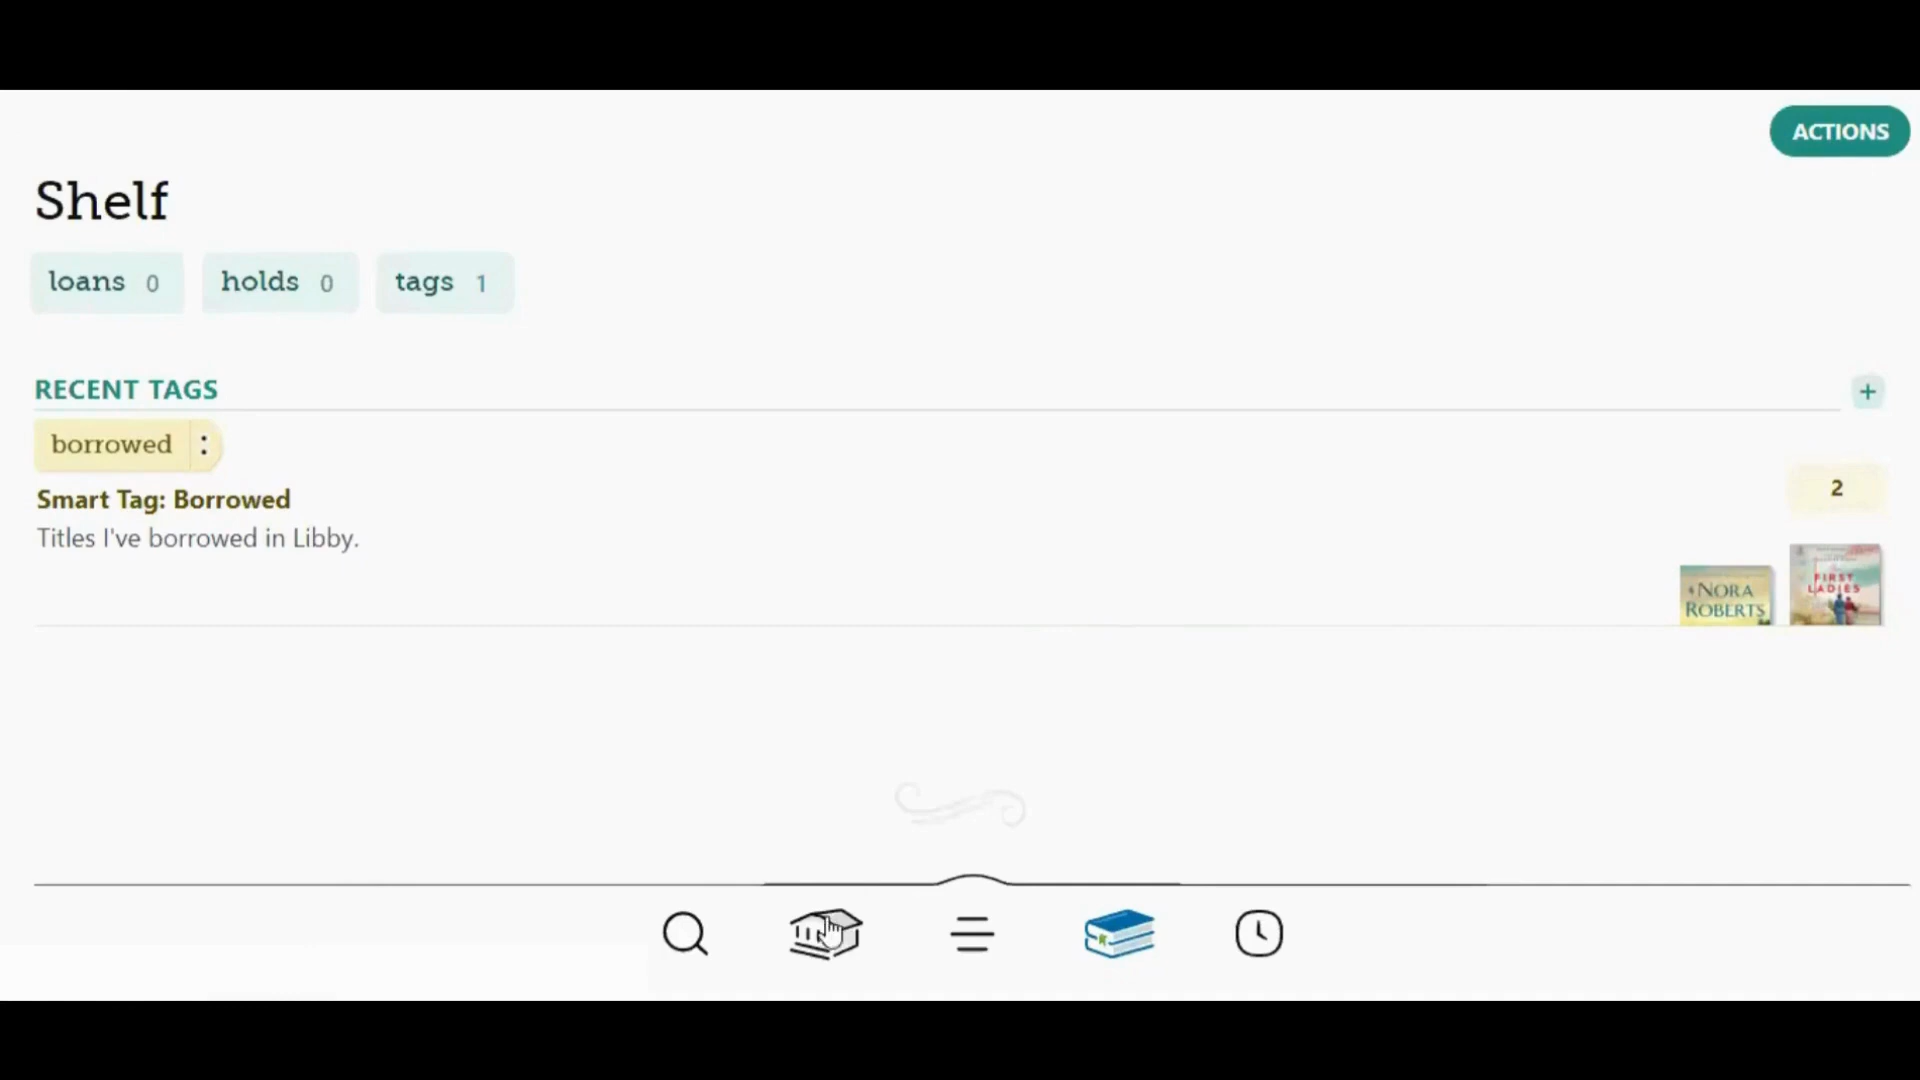 ACTIONS
Shelf
loans 0 holds 0 tags 1
RECENT TAGS +
borrowed :
Smart Tag: Borrowed
2
Titles I've borrowed in Libby.
NORA
ROBERTS
FIRST
LADIES